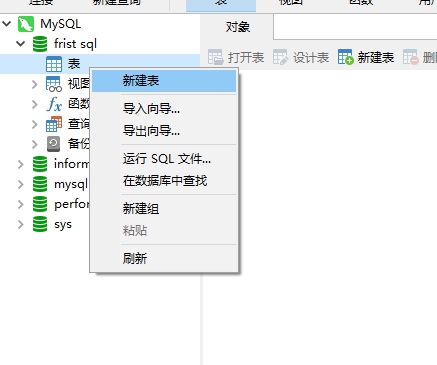 连接 新建查询 表 视图 函数 用户
MySQL
对象
frist sql
打开表 设计表 新建表
表
视图
函数
查询
备份
inform
mysql
perfor
sys
新建表
导入向导...
导出向导...
运行 SQL 文件...
在数据库中查找
新建组
粘贴
刷新